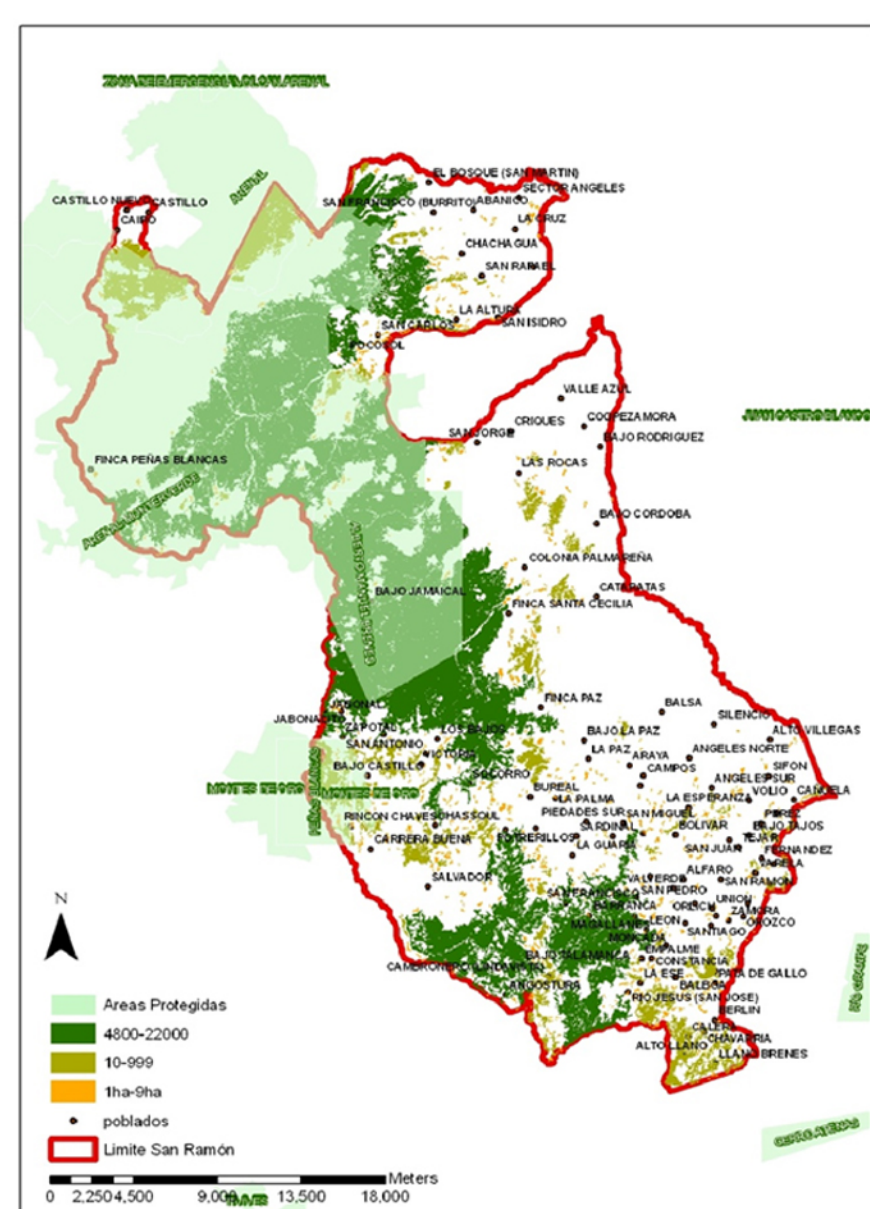 ARENAL
EL BOSQUE (SAN MARTIN)
SECTOR ANGELES
CASTILLO NUEVO
CASTILLO
SAN FRANCISCO (BURRITO)
ABANICO
CAIRO
LA CRUZ
CHACHAGUA
SAN RAFAEL
LA ALTURA
SAN ISIDRO
SAN CARLOS
POCOSOL
VALLE AZUL
COOPEZAMORA
CRIQUES
SAN JORGE
BAJO RODRIGUEZ
FINCA PEÑAS BLANCAS
LAS ROCAS
BAJO CORDOBA
COLONIA PALMAREÑA
BAJO JAMAICAL
CATARATAS
FINCA SANTA CECILIA
FINCA PAZ
BALSA
SILENCIO
JABONAL
JABONALITO
ZAPOTAL
LOS BAJOS
BAJO LA PAZ
ALTO VILLEGAS
SAN ANTONIO
VICTORIA
LA PAZ
ARAYA
ANGELES NORTE
BAJO CASTILLO
SOCORRO
CAMPOS
SIFON
ANGELES SUR
MONTES DE ORO
MONTES DE ORO
BUREAL
LA PALMA
LA ESPERANZA
VOLIO
CAÑUELA
RINCON CHAVES
CHASSOUL
PIEDADES SUR
SAN MIGUEL
PEREZ
CARRERA BUENA
POTRERILLOS
SARDINAL
BOLIVAR
BAJO TAJOS
TEJAR
LA GUARIA
SAN JUAN
FERNANDEZ
VARELA
SALVADOR
VALVERDE
ALFARO
SAN RAMON
SAN FRANCISCO
SAN PEDRO
BARRANCA
ORLICH
UNION
ZAMORA
MAGALLANES
LEON
SANTIAGO
OROZCO
MONCADA
EMPALME
BAJO TALAMANCA
CONSTANCIA
LA ESE
PATA DE GALLO
ANGOSTURA
BALBOA
RIO JESUS (SAN JOSE)
BERLIN
CALERA
ALTO LLANO
CHAVARRIA
LLANO BRENES
CERRO ATENAS
N
Areas Protegidas
4800-22000
10-999
1ha-9ha
poblados
Limite San Ramón
Meters
0 2,250 4,500 9,000 13,500 18,000